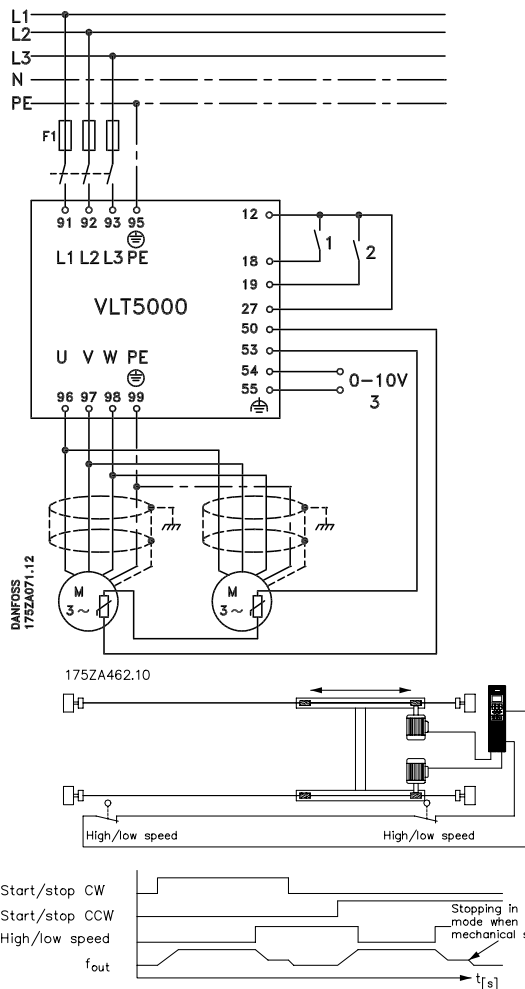 L1
L2
L3
N
PE
F1
91 92 93 95
L1 L2 L3 PE
12
1
2
18
19
VLT5000
27
50
53
U V W PE
54
0-10V
55
3
96 97 98 99
M
3~
M
3~
DANFOSS
175ZA071.12
175ZA462.10
High/low speed
High/low speed
Start/stop CW
Start/stop CCW
High/low speed
fout
Stopping in
mode when
mechanical s
t[s]